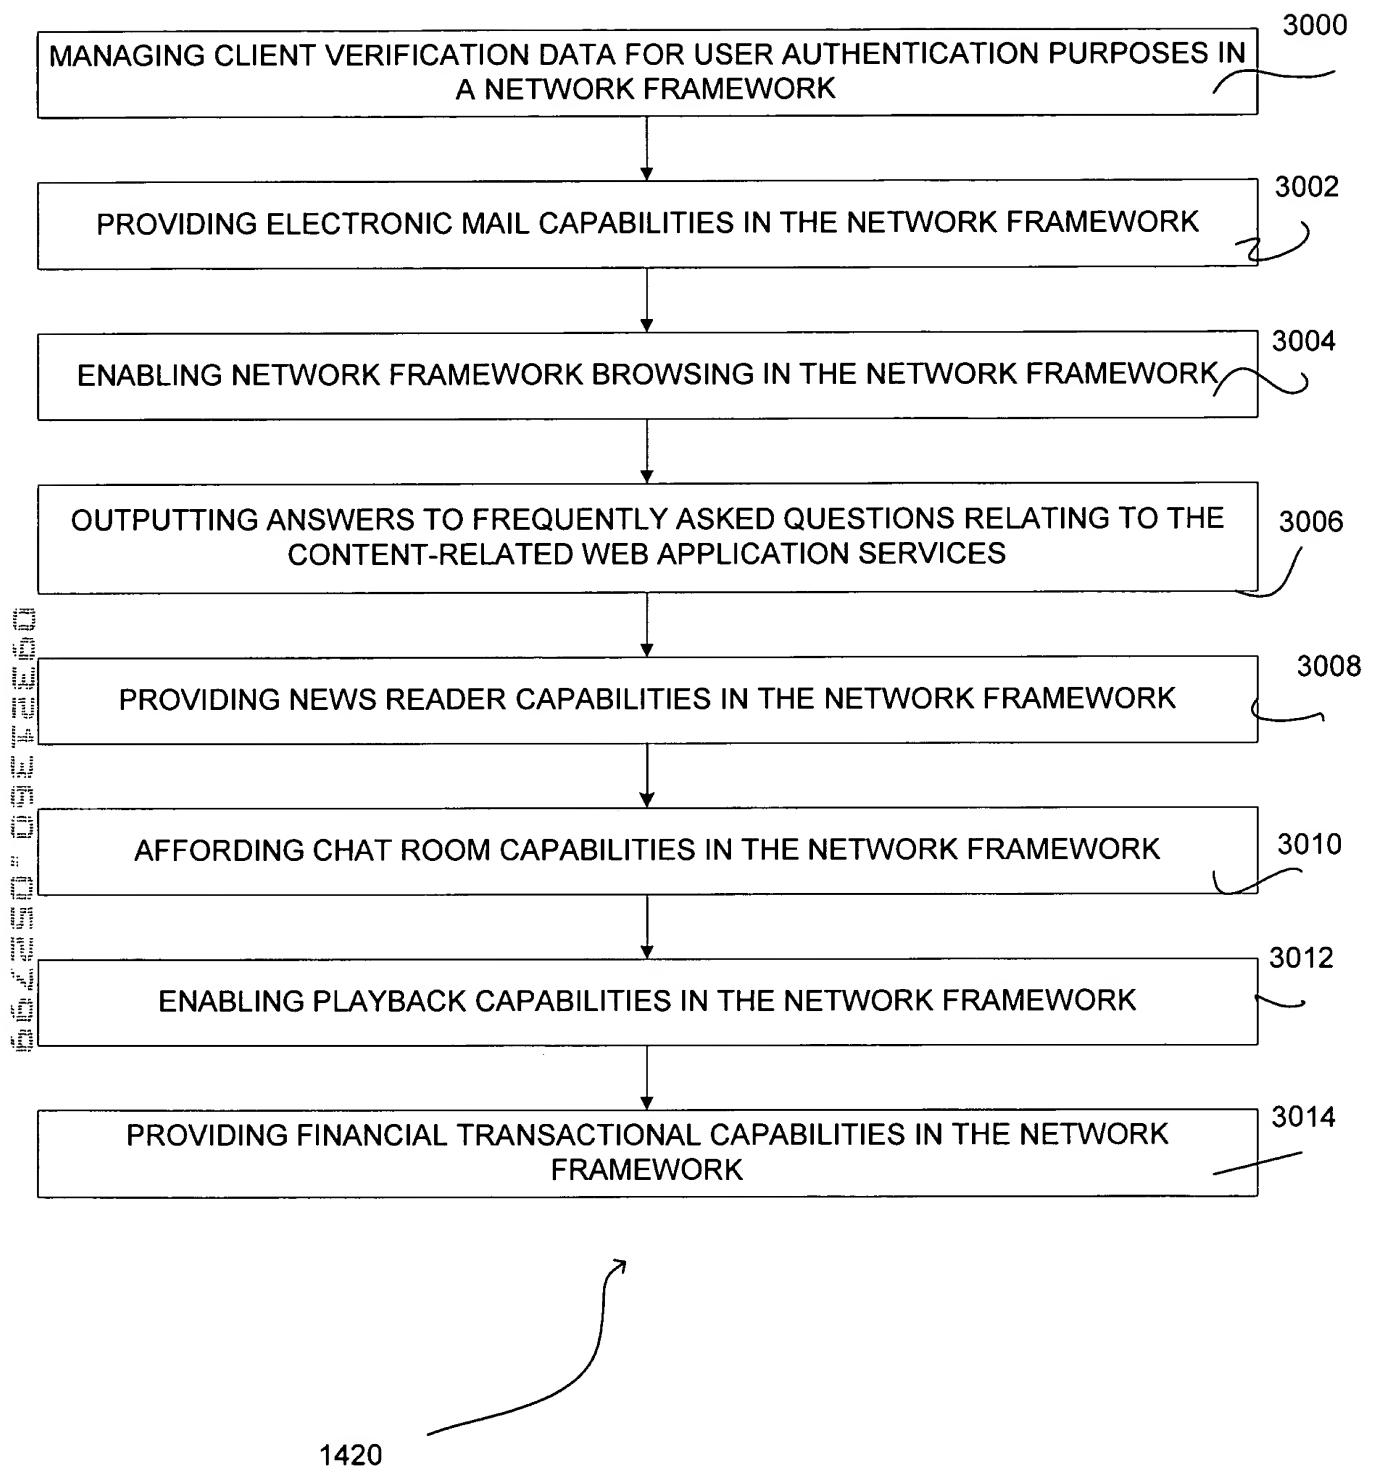 3000
MANAGING CLIENT VERIFICATION DATA FOR USER AUTHENTICATION PURPOSES IN
A NETWORK FRAMEWORK
3002
PROVIDING ELECTRONIC MAIL CAPABILITIES IN THE NETWORK FRAMEWORK
3004
ENABLING NETWORK FRAMEWORK BROWSING IN THE NETWORK FRAMEWORK
3006
OUTPUTTING ANSWERS TO FREQUENTLY ASKED QUESTIONS RELATING TO THE
CONTENT-RELATED WEB APPLICATION SERVICES
3008
PROVIDING NEWS READER CAPABILITIES IN THE NETWORK FRAMEWORK
3010
AFFORDING CHAT ROOM CAPABILITIES IN THE NETWORK FRAMEWORK
3012
ENABLING PLAYBACK CAPABILITIES IN THE NETWORK FRAMEWORK
3014
PROVIDING FINANCIAL TRANSACTIONAL CAPABILITIES IN THE NETWORK
FRAMEWORK
1420